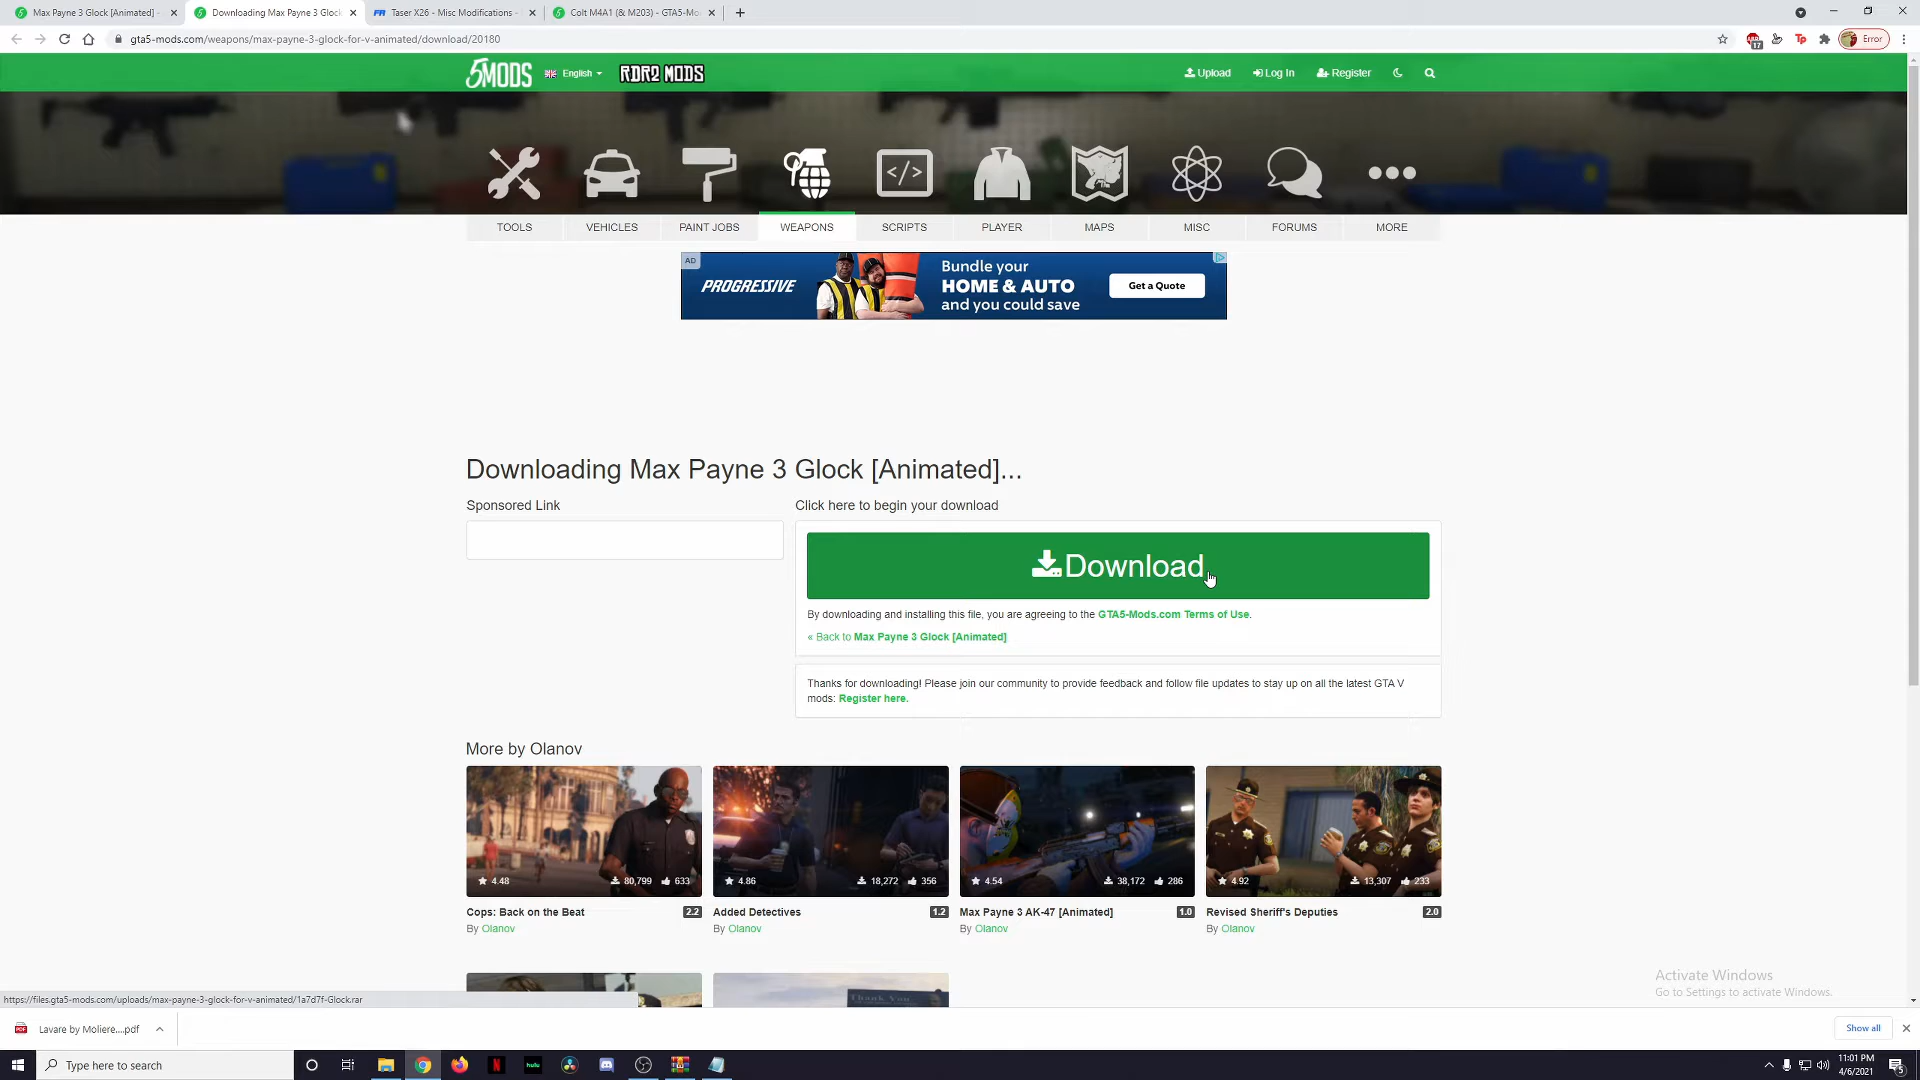 Max Payne 3 Glock [Animated] -
Downloading Max Payne 3 Glock
Taser X26 - Misc Modifications -
Colt M4A1 (& M203) - GTA5-Mo
gta5-mods.com/weapons/max-payne-3-glock-for-v-animated/download/20180
17
Tp
Error
5MODS
English
RDR2 MODS
Upload
Log In
Register
TOOLS
VEHICLES
PAINT JOBS
WEAPONS
SCRIPTS
PLAYER
MAPS
MISC
FORUMS
MORE
AD
PROGRESSIVE
Bundle your
HOME & AUTO
and you could save
Get a Quote
Downloading Max Payne 3 Glock [Animated]...
Sponsored Link
Click here to begin your download
Download
By downloading and installing this file, you are agreeing to the GTA5-Mods.com Terms of Use.
« Back to Max Payne 3 Glock [Animated]
Thanks for downloading! Please join our community to provide feedback and follow file updates to stay up on all the latest GTA V
mods: Register here.
More by Olanov
4.48
80,799
633
4.86
18,272
356
4.54
38,172
286
4.92
13,307
233
Cops: Back on the Beat
2.2
Added Detectives
1.2
Max Payne 3 AK-47 [Animated]
1.0
Revised Sheriff's Deputies
2.0
By Olanov
By Olanov
By Olanov
By Olanov
Thank You
Activate Windows
Go to Settings to activate Windows.
https://files.gta5-mods.com/uploads/max-payne-3-glock-for-v-animated/1a7d7f-Glock.rar
PDF
Lavare by Moliere....pdf
Show all
Type here to search
N
hulu
11:01 PM
4/6/2021
5